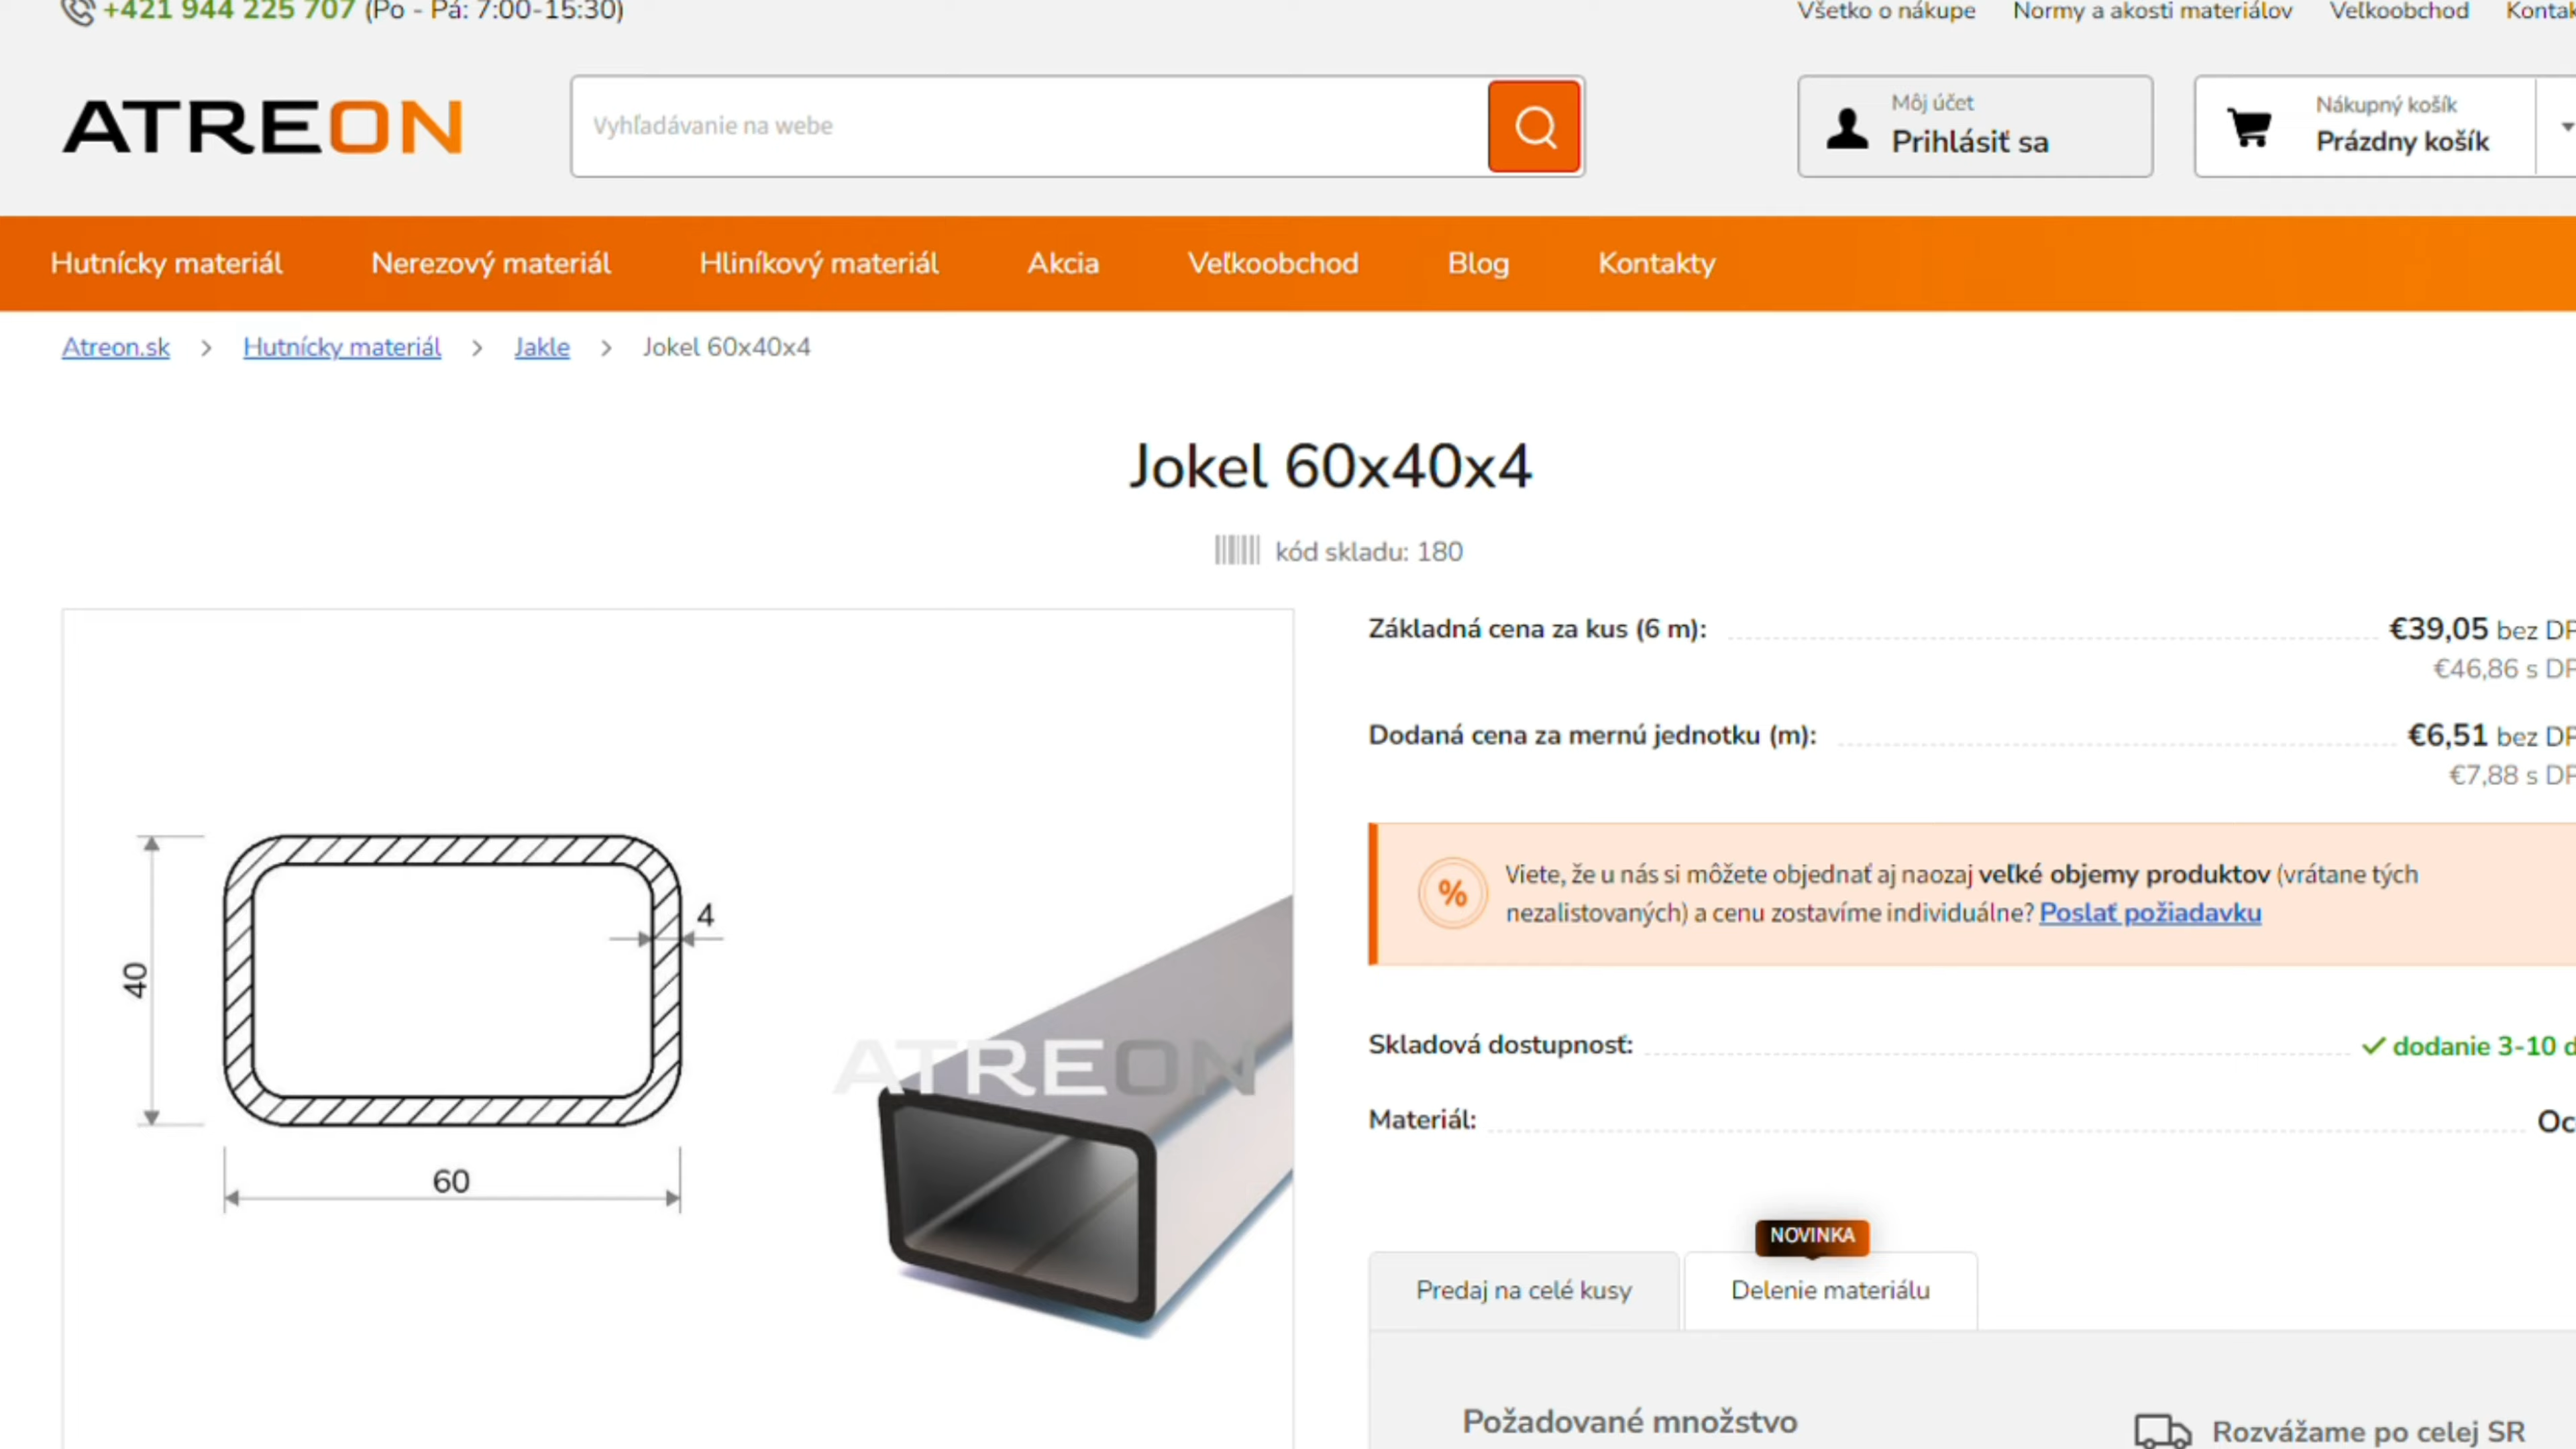 +421 944 225 707 (Po - Pá: 7:00-15:30)
Všetko o nákupe Normy a akosti materiálov Veľkoobchod
ATREON
Vyhľadávanie na webe
Môj účet
Prihlásiť sa
Nákupný košík
Prázdny košík
Hutnícky materiál Nerezový materiál Hliníkový materiál Akcia Veľkoobchod Blog Kontakty
Atreon.sk > Hutnícky materiál > Jakle > Jokel 60x40x4
Jokel 60x40x4
kód skladu: 180
4
40
60
ATREON
Základná cena za kus (6 m): €39,05 bez
€46,86 s
Dodaná cena za mernú jednotku (m): €6,51 bez
€7,88 s
%
Viete, že u nás si môžete objednať aj naozaj veľké objemy produktov (vrátane tých
nezalistovaných) a cenu zostavíme individuálne? Poslať požiadavku
Skladová dostupnosť: dodanie 3-10
Materiál:
NOVINKA
Predaj na celé kusy Delenie materiálu
Požadované množstvo
Rozvážame po celej SR